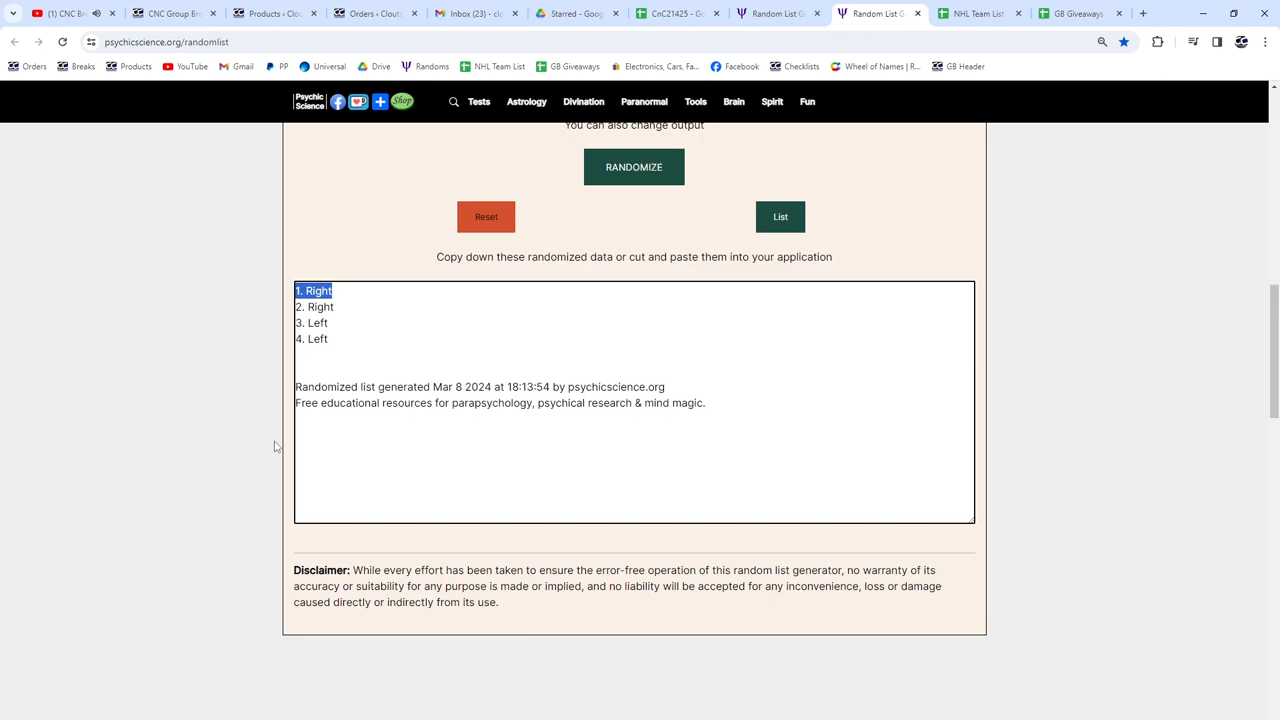 (1) CNC Bre
CNC Group Bre
Products ‹ Clou
Orders ‹ Clouts
Inbox (23) - clo
Starred - Goog
CnC21425 - G
Random List G
Random List G
NHL Team List
GB Giveaways
psychicscience.org/randomlist
Orders
Breaks
Products
YouTube
Gmail
PP
Universal
Drive
Randoms
NHL Team List
GB Giveaways
Electronics, Cars, Fa...
Facebook
Checklists
Wheel of Names | R...
GB Header
Psychic
Science
Shop
Tests
Astrology
Divination
Paranormal
Tools
Brain
Spirit
Fun
You can also change output
RANDOMIZE
Reset
List
Copy down these randomized data or cut and paste them into your application
1. Right
2. Right
3. Left
4. Left
Randomized list generated Mar 8 2024 at 18:13:54 by psychicscience.org
Free educational resources for parapsychology, psychical research & mind magic.
Disclaimer: While every effort has been taken to ensure the error-free operation of this random list generator, no warranty of its
accuracy or suitability for any purpose is made or implied, and no liability will be accepted for any inconvenience, loss or damage
caused directly or indirectly from its use.